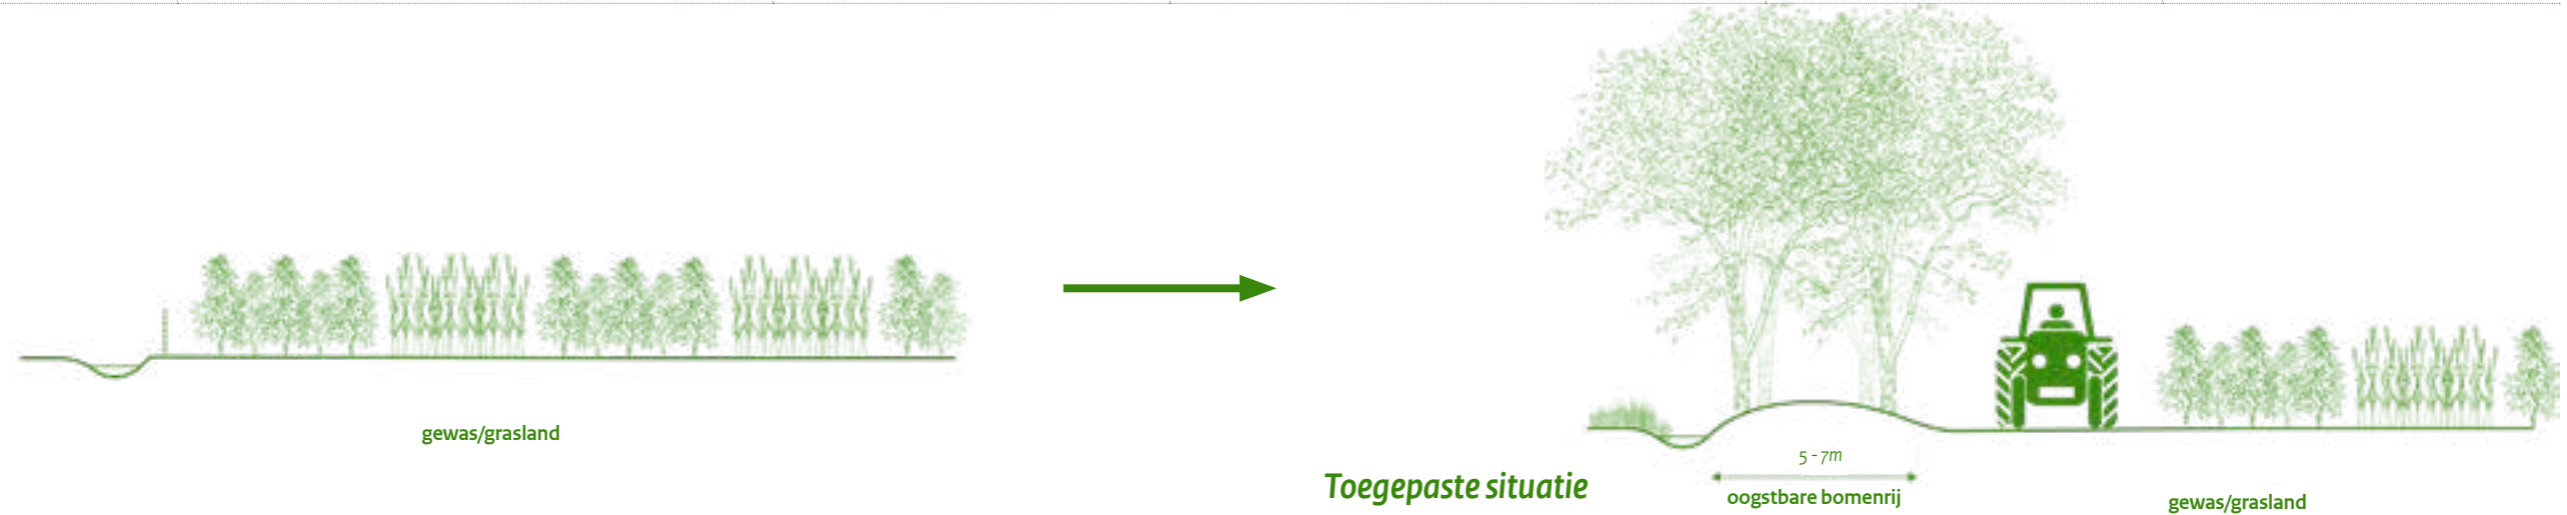 gewas/grasland
Toegepaste situatie
5 - 7m
oogstbare bomenrij
gewas/grasland